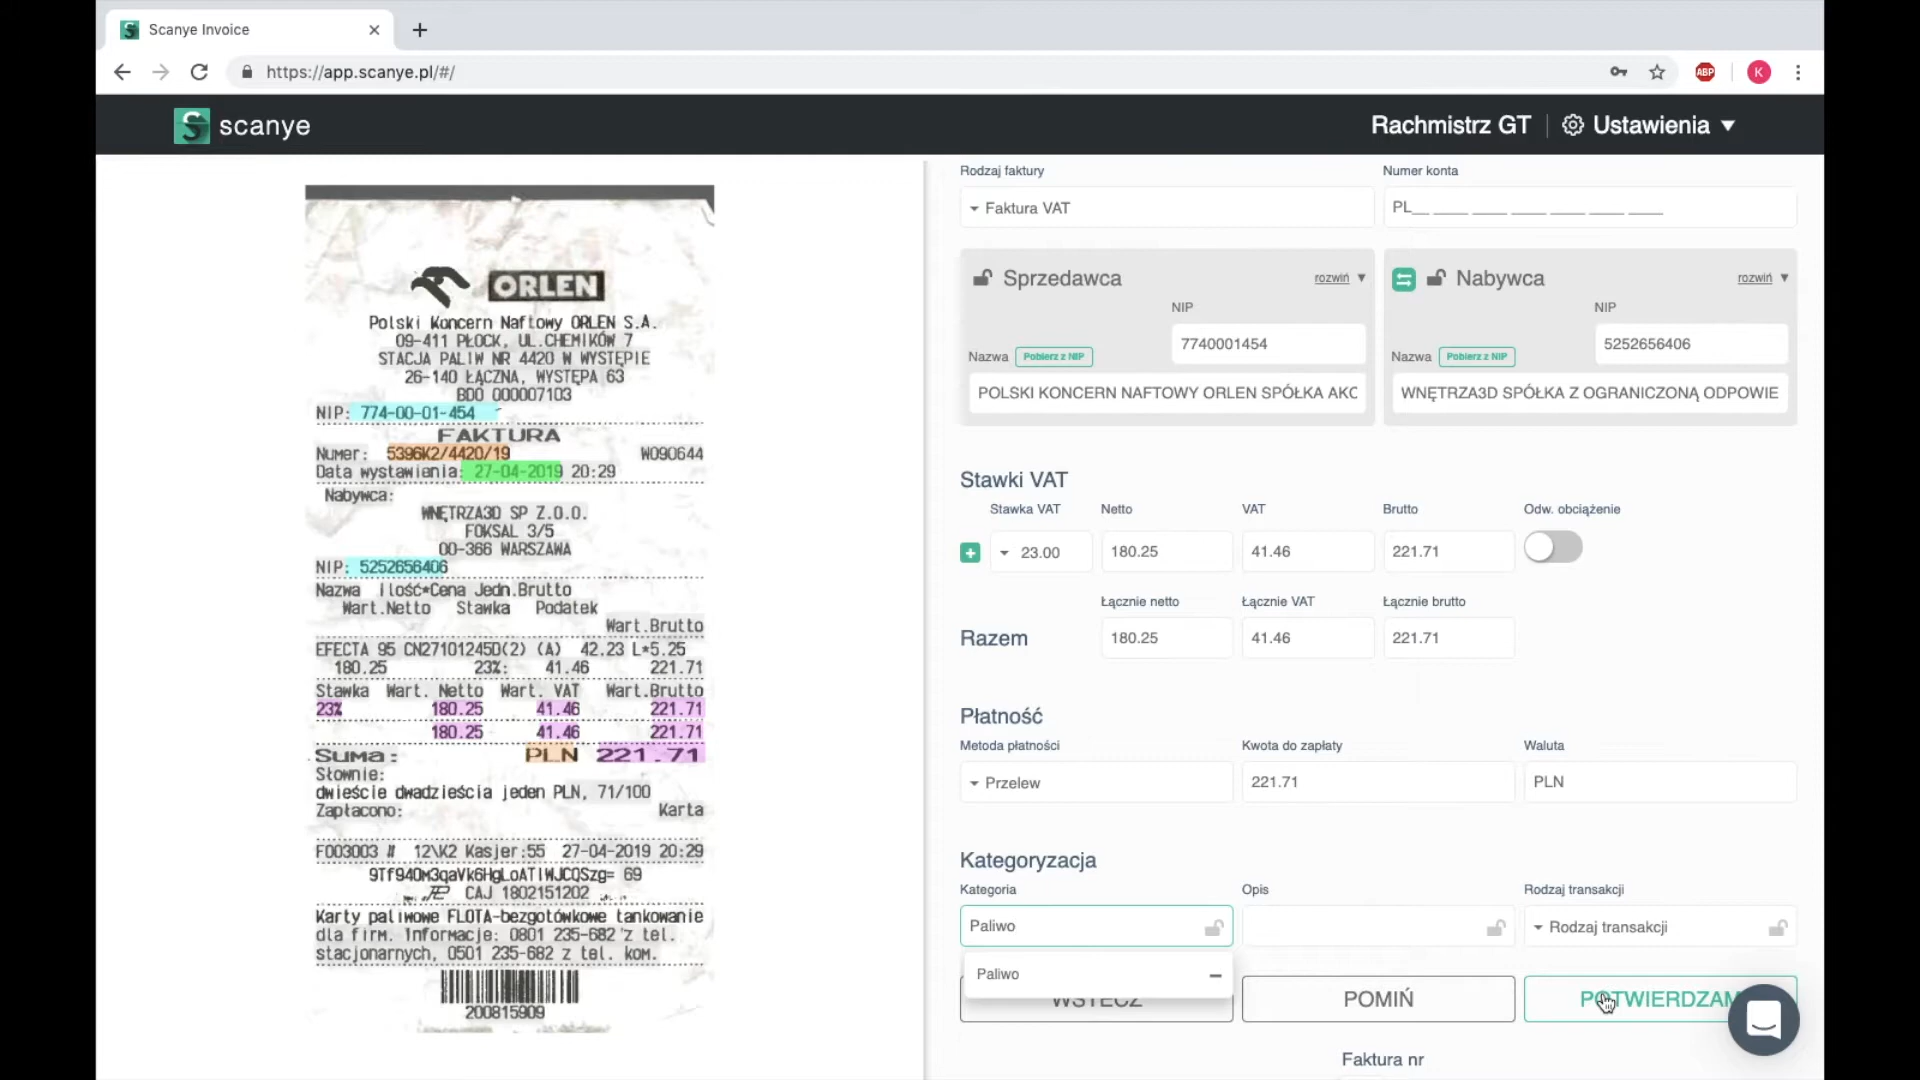 Scanye Invoice
https://app.scanye.pl/#/
ABP
K
scanye
Rachmistrz GT
Ustawienia
ORLEN
Polski Koncern Naftowy ORLEN S.A.
09-411 PŁOCK, UL.CHEMIKÓW 7
STACJA PALIW NR 4420 W WYSTĘPIE
26-140 ŁĄCZNA, WYSTĘPA 63
BDO 000007103
NIP: 774-00-01-454
FAKTURA
Numer: 5396K2/4420/19 W090644
Data wystawienia: 27-04-2019 20:29
Nabywca:
WNĘTRZA3D SP Z.O.O.
FOKSAL 3/5
00-366 WARSZAWA
NIP: 5252656406
Nazwa Ilość*Cena Jedn.Brutto
Wart.Netto Stawka Podatek
Wart.Brutto
EFECTA 95 CN27101245D(2) (A) 42.23 L*5.25
180.25 23%: 41.46 221.71
Stawka Wart. Netto Wart. VAT Wart.Brutto
23% 180.25 41.46 221.71
180.25 41.46 221.71
Suma: PLN 221.71
Słownie:
dwieście dwadzieścia jeden PLN, 71/100
Zapłacono: Karta
F003003 # 12\K2 Kasjer:55 27-04-2019 20:29
CAJ 1802151202
Karty paliwowe FLOTA-bezgotówkowe tankowanie
dla firm. Informacje: 0801 235-682 z tel.
stacjonarnych, 0501 235-682 z tel. kom.
200815909
Rodzaj faktury
Faktura VAT
Numer konta
PL__ ____ ____ ____ ____ ____ ____
Sprzedawca
rozwiń
NIP
7740001454
Nazwa
Pobierz z NIP
POLSKI KONCERN NAFTOWY ORLEN SPÓŁKA AKC
Nabywca
rozwiń
NIP
5252656406
Nazwa
Pobierz z NIP
WNĘTRZA3D SPÓŁKA Z OGRANICZONĄ ODPOWIE
Stawki VAT
Stawka VAT Netto VAT Brutto Odw. obciążenie
23.00 180.25 41.46 221.71
Łącznie netto Łącznie VAT Łącznie brutto
Razem 180.25 41.46 221.71
Płatność
Metoda płatności Kwota do zapłaty Waluta
Przelew 221.71 PLN
Kategoryzacja
Kategoria Opis Rodzaj transakcji
Paliwo Rodzaj transakcji
Paliwo
WSTECZ POMIŃ POTWIERDZAM
Faktura nr